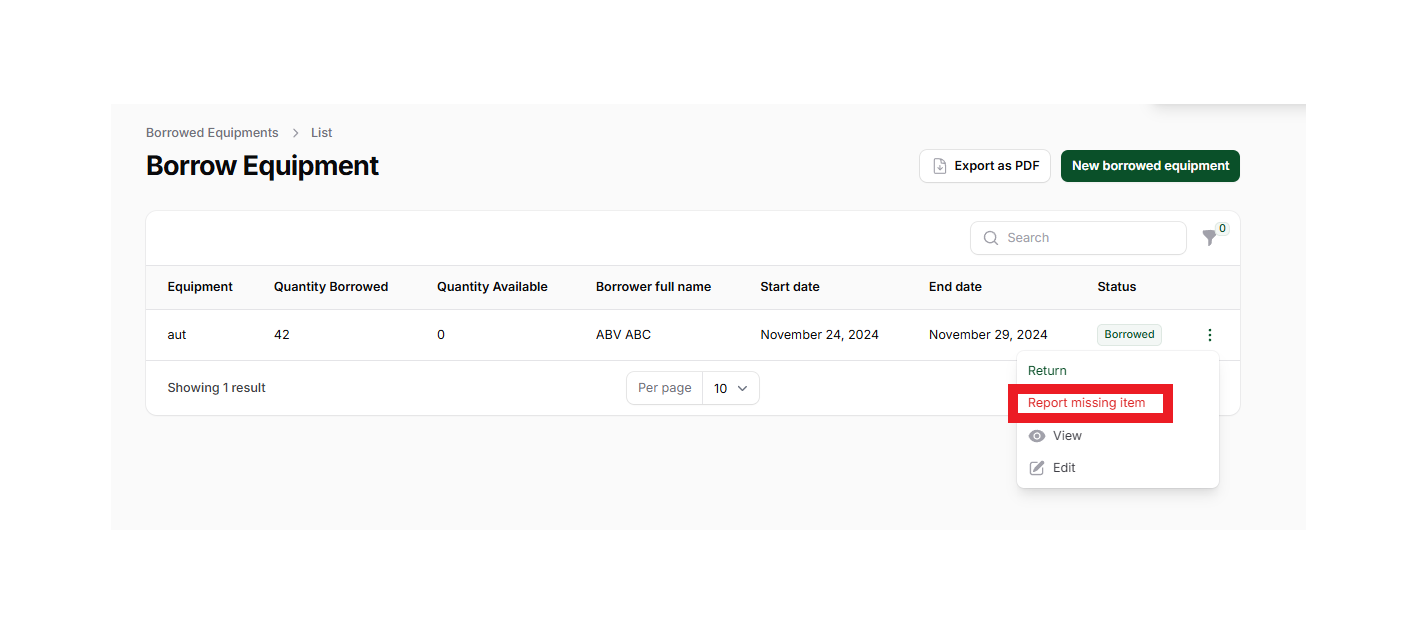 Borrowed Equipments > List
Borrow Equipment
Export as PDF
New borrowed equipment
Search
0
Equipment Quantity Borrowed Quantity Available Borrower full name Start date End date Status
aut 42 0 ABV ABC November 24, 2024 November 29, 2024 Borrowed
Showing 1 result
Per page 10
Return
Report missing item
View
Edit